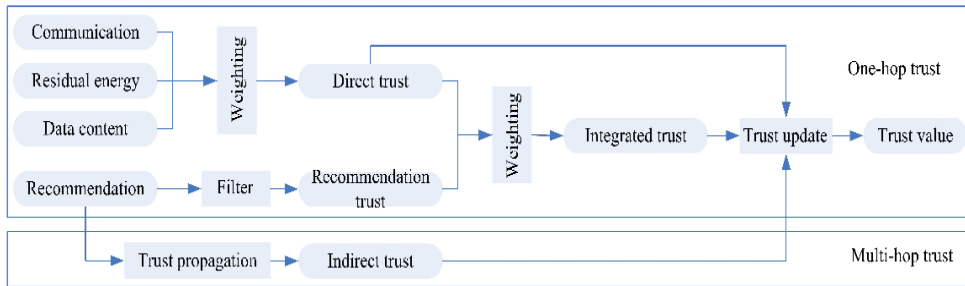 Communication
Residual energy
Data content
Weighting
Direct trust
One-hop trust
Weighting
Integrated trust
Trust update
Trust value
Recommendation
Filter
Recommendation
trust
Trust propagation
Indirect trust
Multi-hop trust